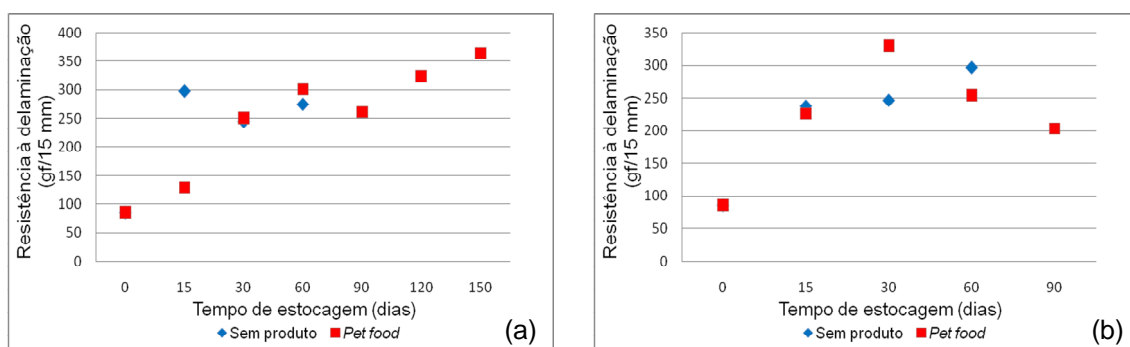 Resistência à delaminação
(gf/15 mm)
400
350
300
250
200
150
100
50
0
0 15 30 60 90 120 150
Tempo de estocagem (dias)
Sem produto Pet food
(a)
Resistência à delaminação
(gf/15 mm)
350
300
250
200
150
100
50
0
0 15 30 60 90
Tempo de estocagem (dias)
Sem produto Pet food
(b)